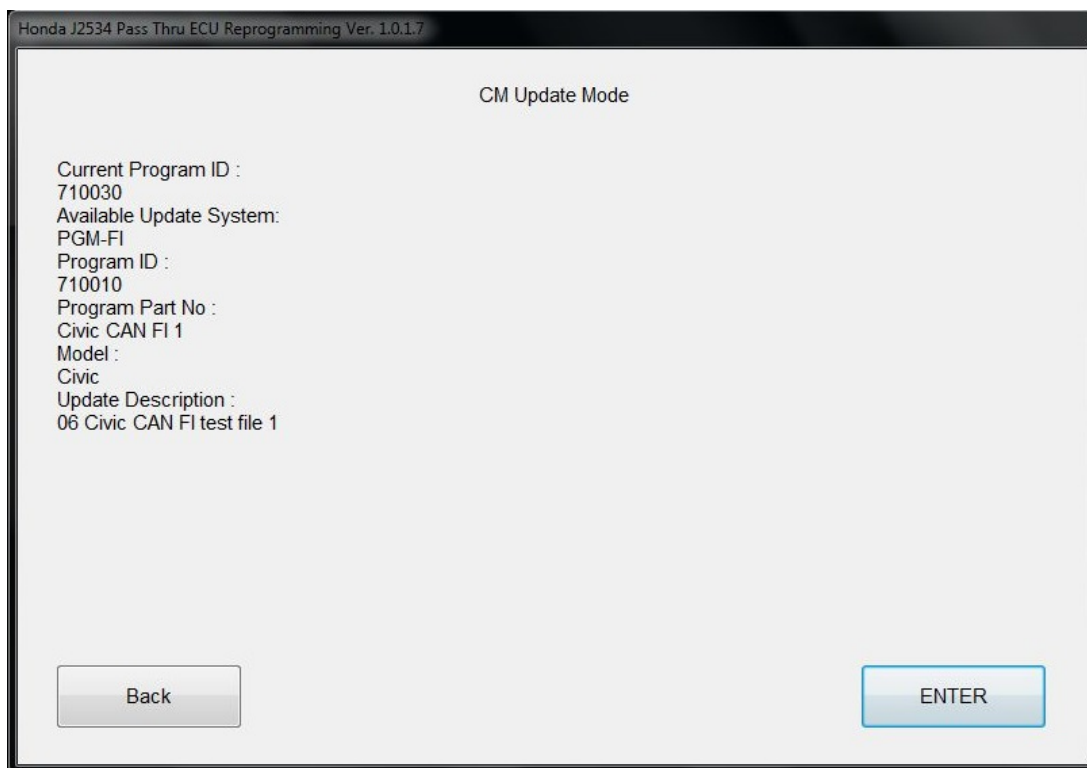 Honda J2534 Pass Thru ECU Reprogramming Ver. 1.0.1.7
CM Update Mode
Current Program ID :
710030
Available Update System:
PGM-FI
Program ID :
710010
Program Part No :
Civic CAN FI 1
Model :
Civic
Update Description :
06 Civic CAN FI test file 1
Back
ENTER